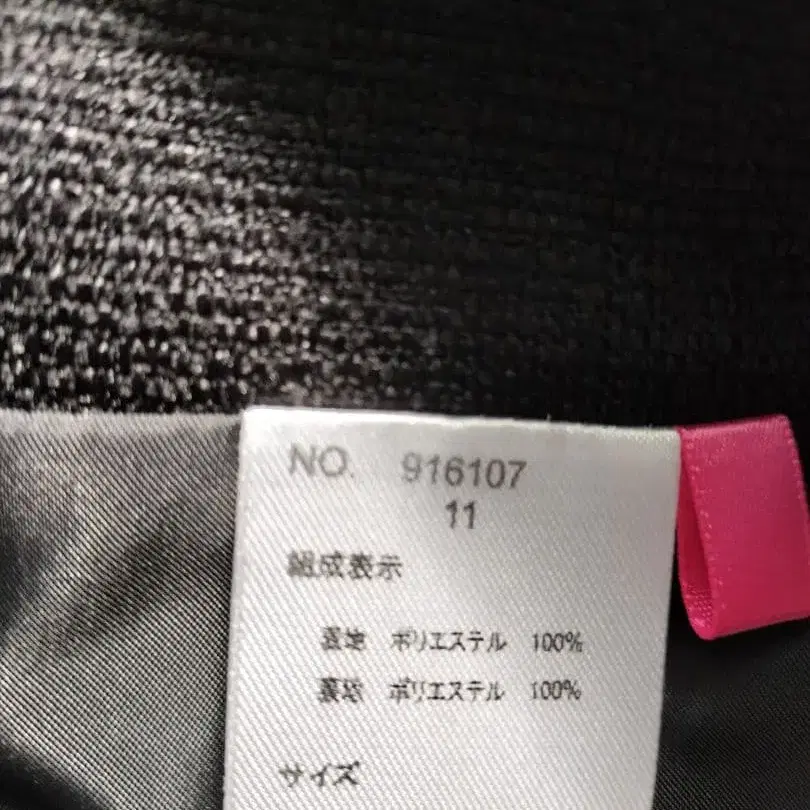 NO. 916107
11
組成表示
表地 ポリエステル 100%
裏地 ポリエステル 100%
サイズ